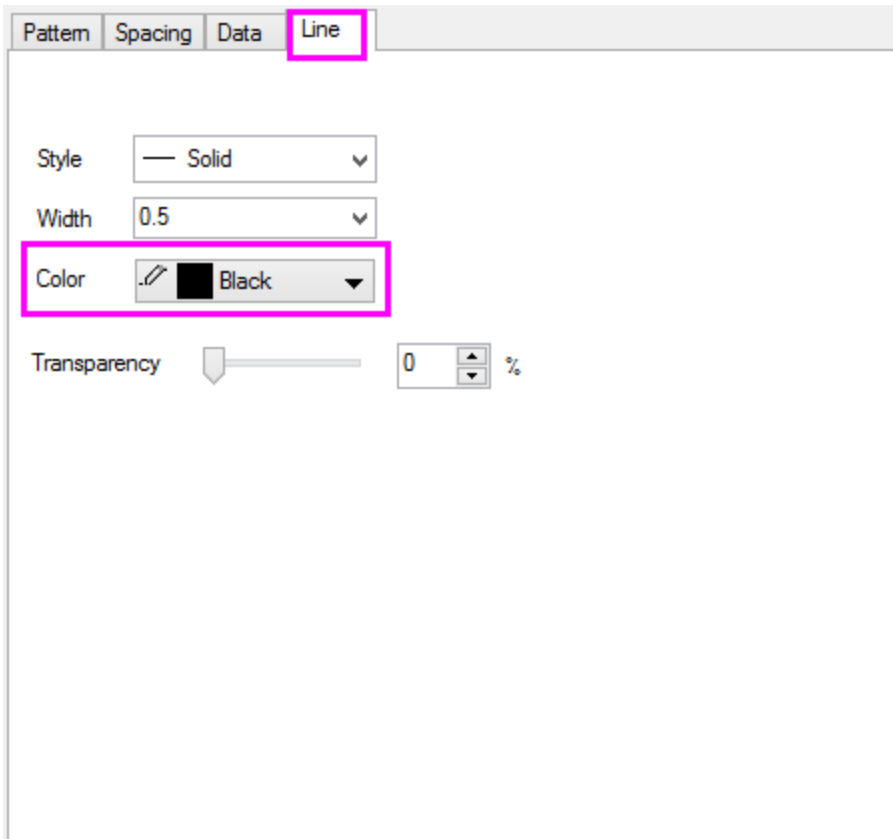 Pattern Spacing Data Line
Style Solid
Width 0.5
Color Black
Transparency 0 %